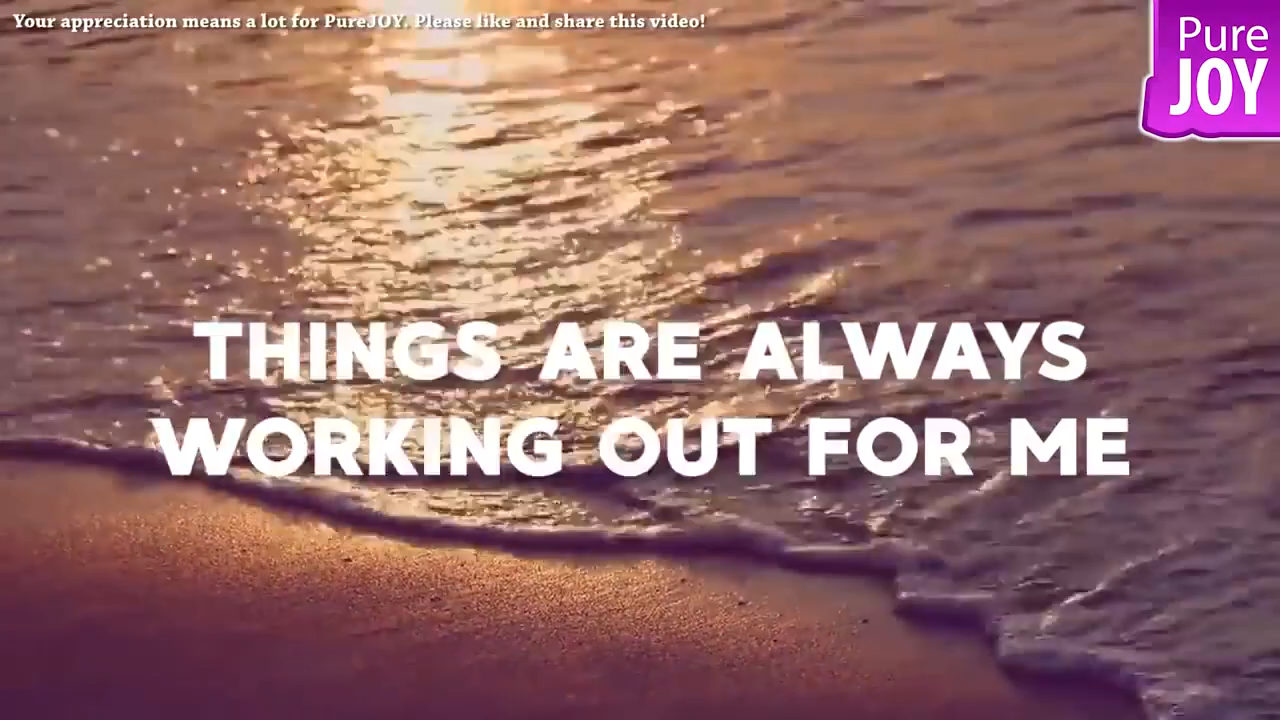 Your appreciation means a lot for PureJOY. Please like and share this video!
Pure
JOY
THINGS ARE ALWAYS
WORKING OUT FOR ME